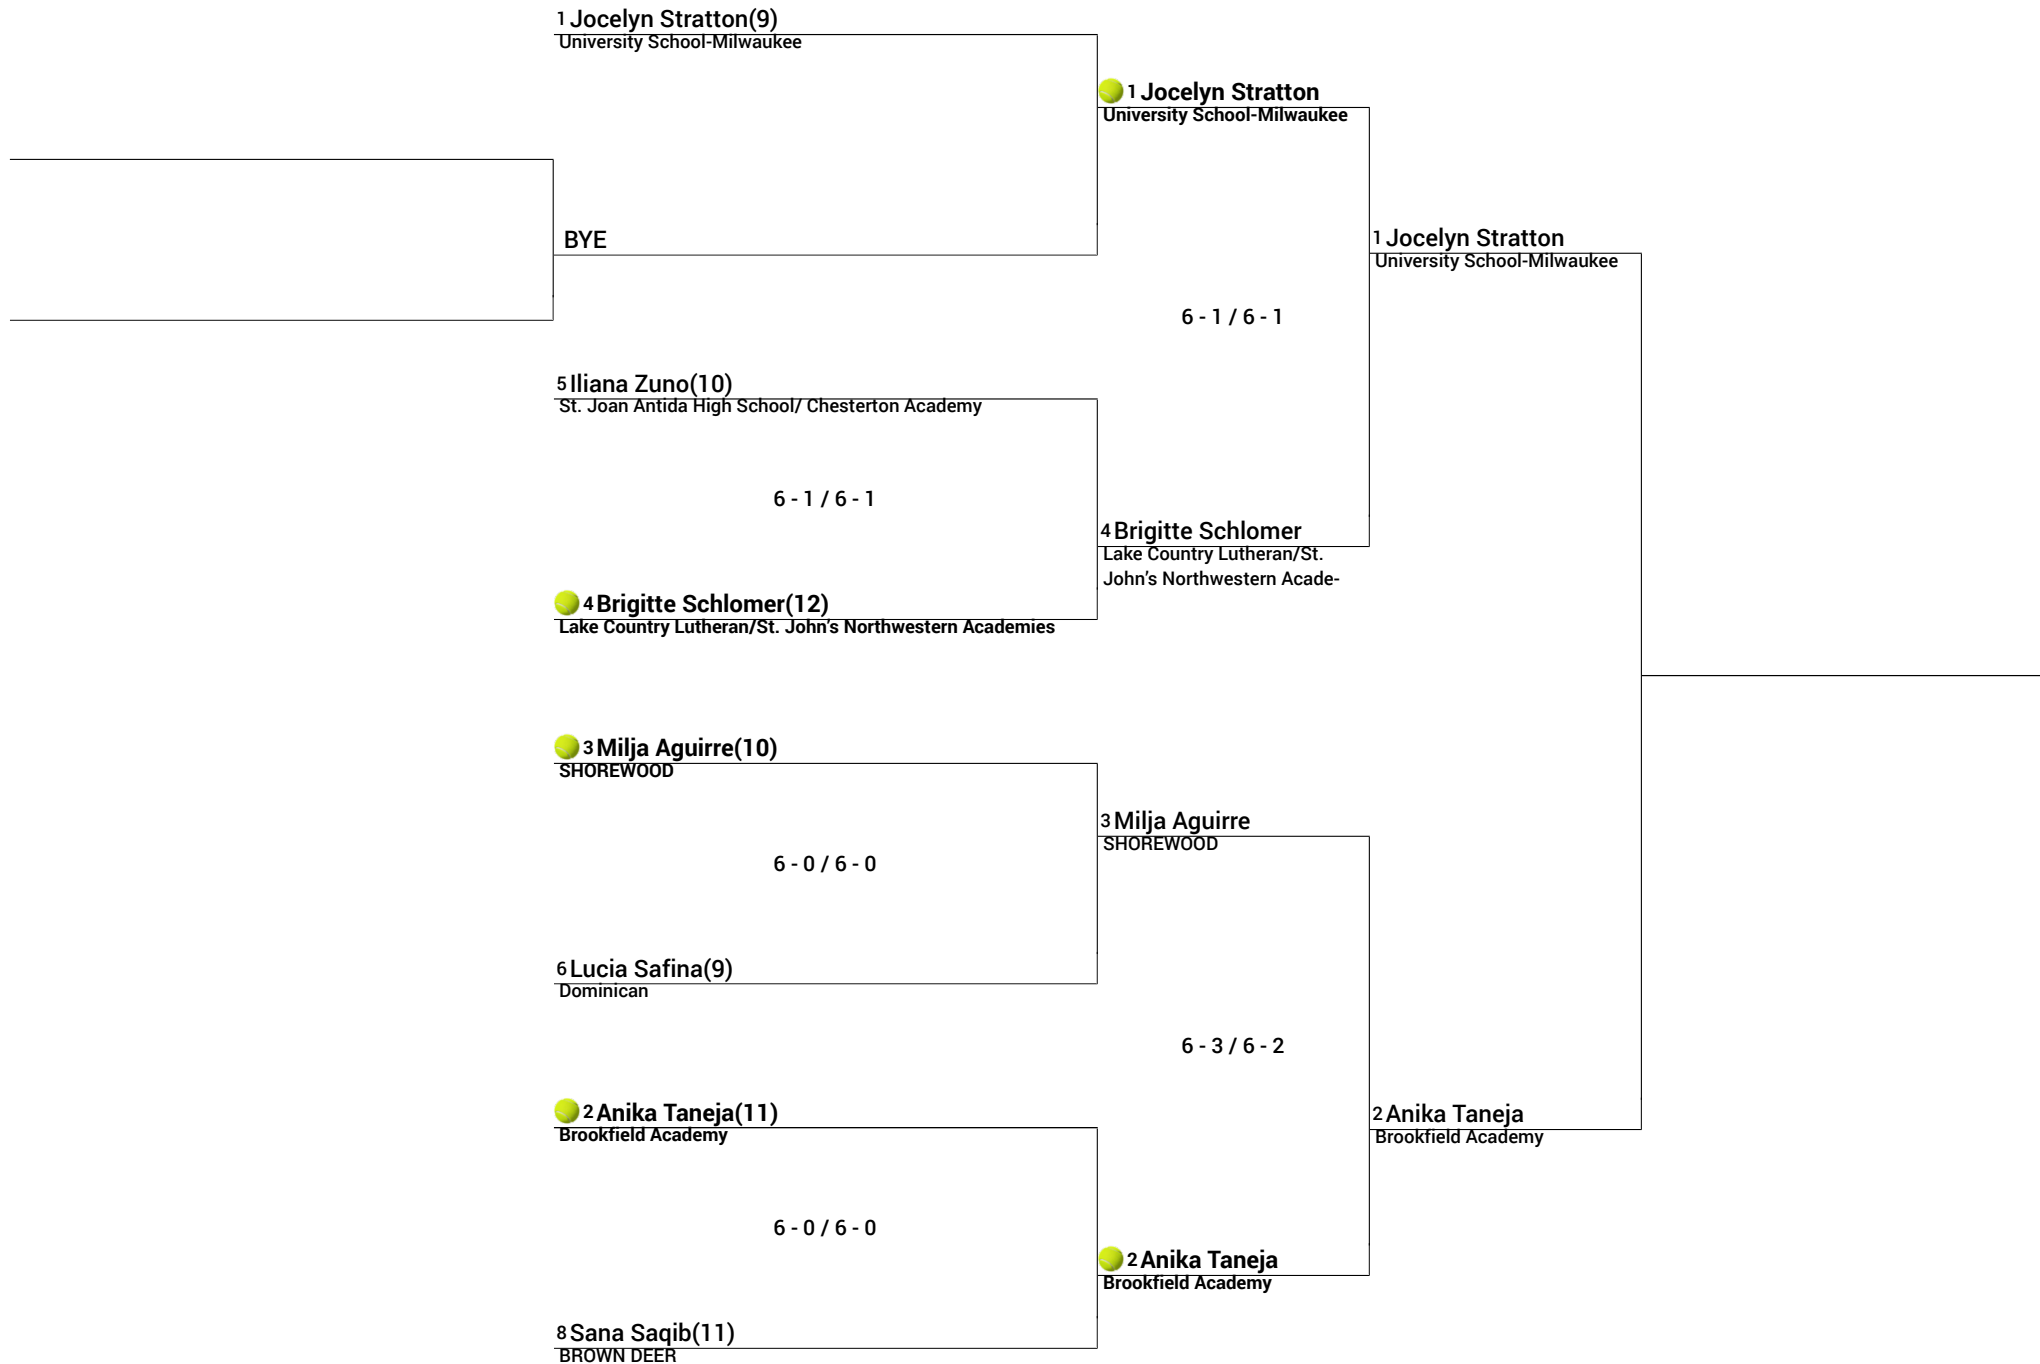 1 Jocelyn Stratton(9)
University School-Milwaukee
1 Jocelyn Stratton
University School-Milwaukee
BYE
1 Jocelyn Stratton
University School-Milwaukee
6 - 1 / 6 - 1
5 Iliana Zuno(10)
St. Joan Antida High School/ Chesterton Academy
6 - 1 / 6 - 1
4 Brigitte Schlomer
Lake Country Lutheran/St.
John's Northwestern Acade-
4 Brigitte Schlomer(12)
Lake Country Lutheran/St. John's Northwestern Academies
3 Milja Aguirre(10)
SHOREWOOD
3 Milja Aguirre
SHOREWOOD
6 - 0 / 6 - 0
6 Lucia Safina(9)
Dominican
6 - 3 / 6 - 2
2 Anika Taneja(11)
Brookfield Academy
2 Anika Taneja
Brookfield Academy
6 - 0 / 6 - 0
2 Anika Taneja
Brookfield Academy
8 Sana Saqib(11)
BROWN DEER